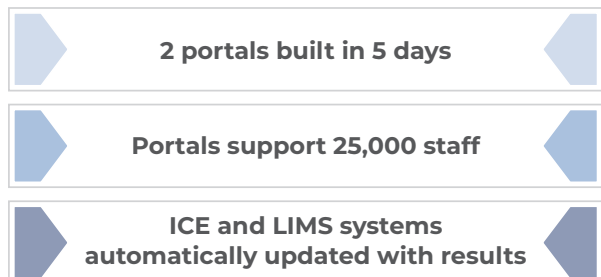 2 portals built in 5 days
Portals support 25,000 staff
ICE and LIMS systems
automatically updated with results